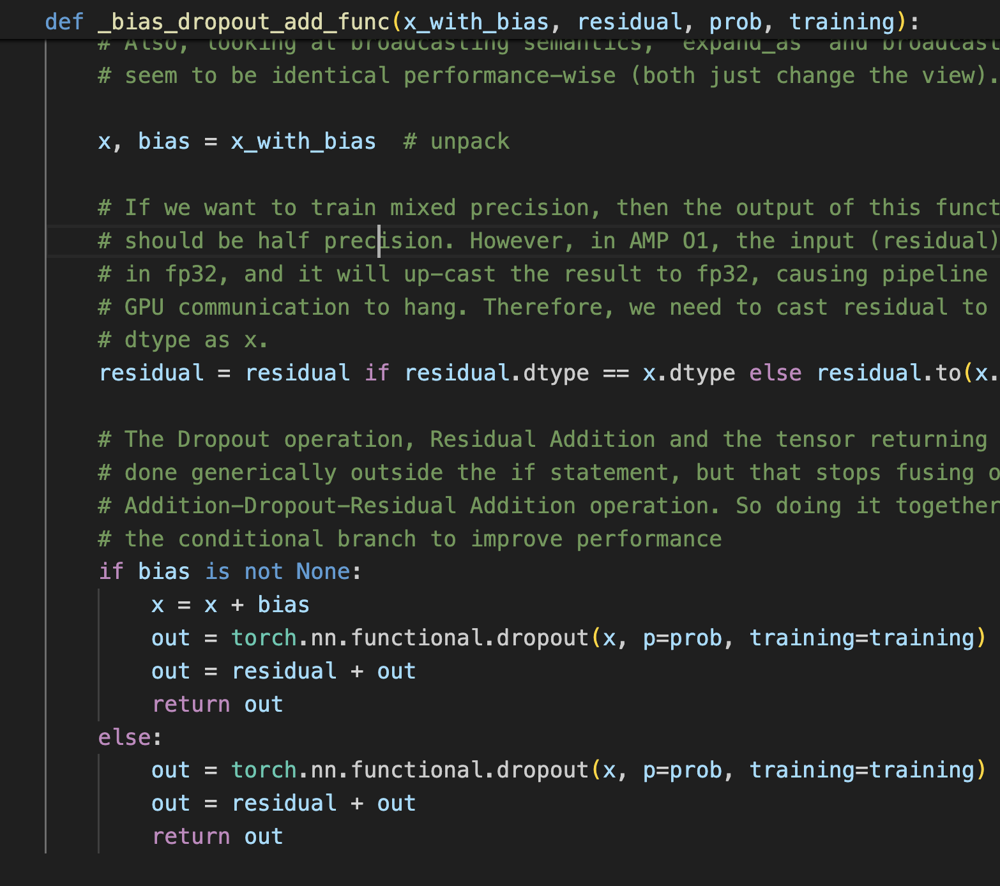 def _bias_dropout_add_func(x_with_bias, residual, prob, training):
# Also, looking at broadcasting semantics, `expand_as` and broadcast
# seem to be identical performance-wise (both just change the view).
x, bias = x_with_bias  # unpack
# If we want to train mixed precision, then the output of this funct
# should be half precision. However, in AMP O1, the input (residual)
# in fp32, and it will up-cast the result to fp32, causing pipeline
# GPU communication to hang. Therefore, we need to cast residual to
# dtype as x.
residual = residual if residual.dtype == x.dtype else residual.to(x.
# The Dropout operation, Residual Addition and the tensor returning
# done generically outside the if statement, but that stops fusing o
# Addition-Dropout-Residual Addition operation. So doing it together
# the conditional branch to improve performance
if bias is not None:
x = x + bias
out = torch.nn.functional.dropout(x, p=prob, training=training)
out = residual + out
return out
else:
out = torch.nn.functional.dropout(x, p=prob, training=training)
out = residual + out
return out